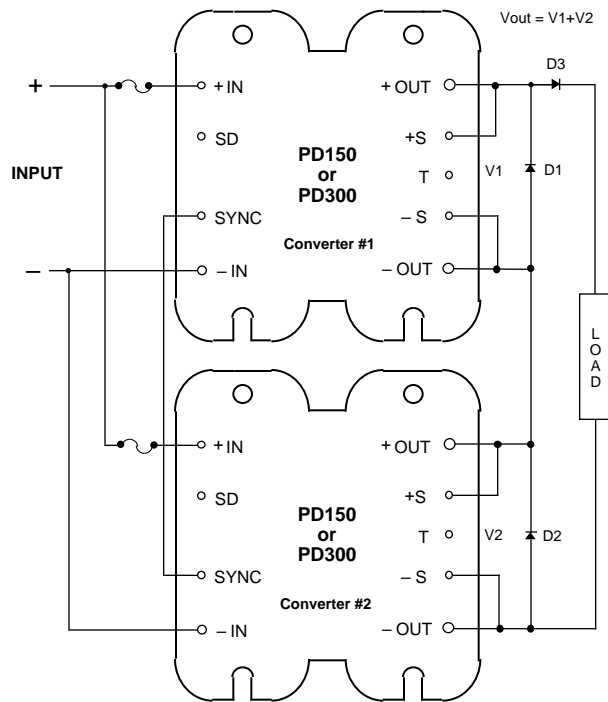 Vout = V1+V2
D3
+
+ IN
+ OUT
SD
+S
INPUT
PD150
or
PD300
T
V1
D1
SYNC
– S
Converter #1
–
– IN
– OUT
LOAD
+ IN
+ OUT
SD
+S
PD150
or
PD300
T
V2
D2
SYNC
– S
Converter #2
– IN
– OUT